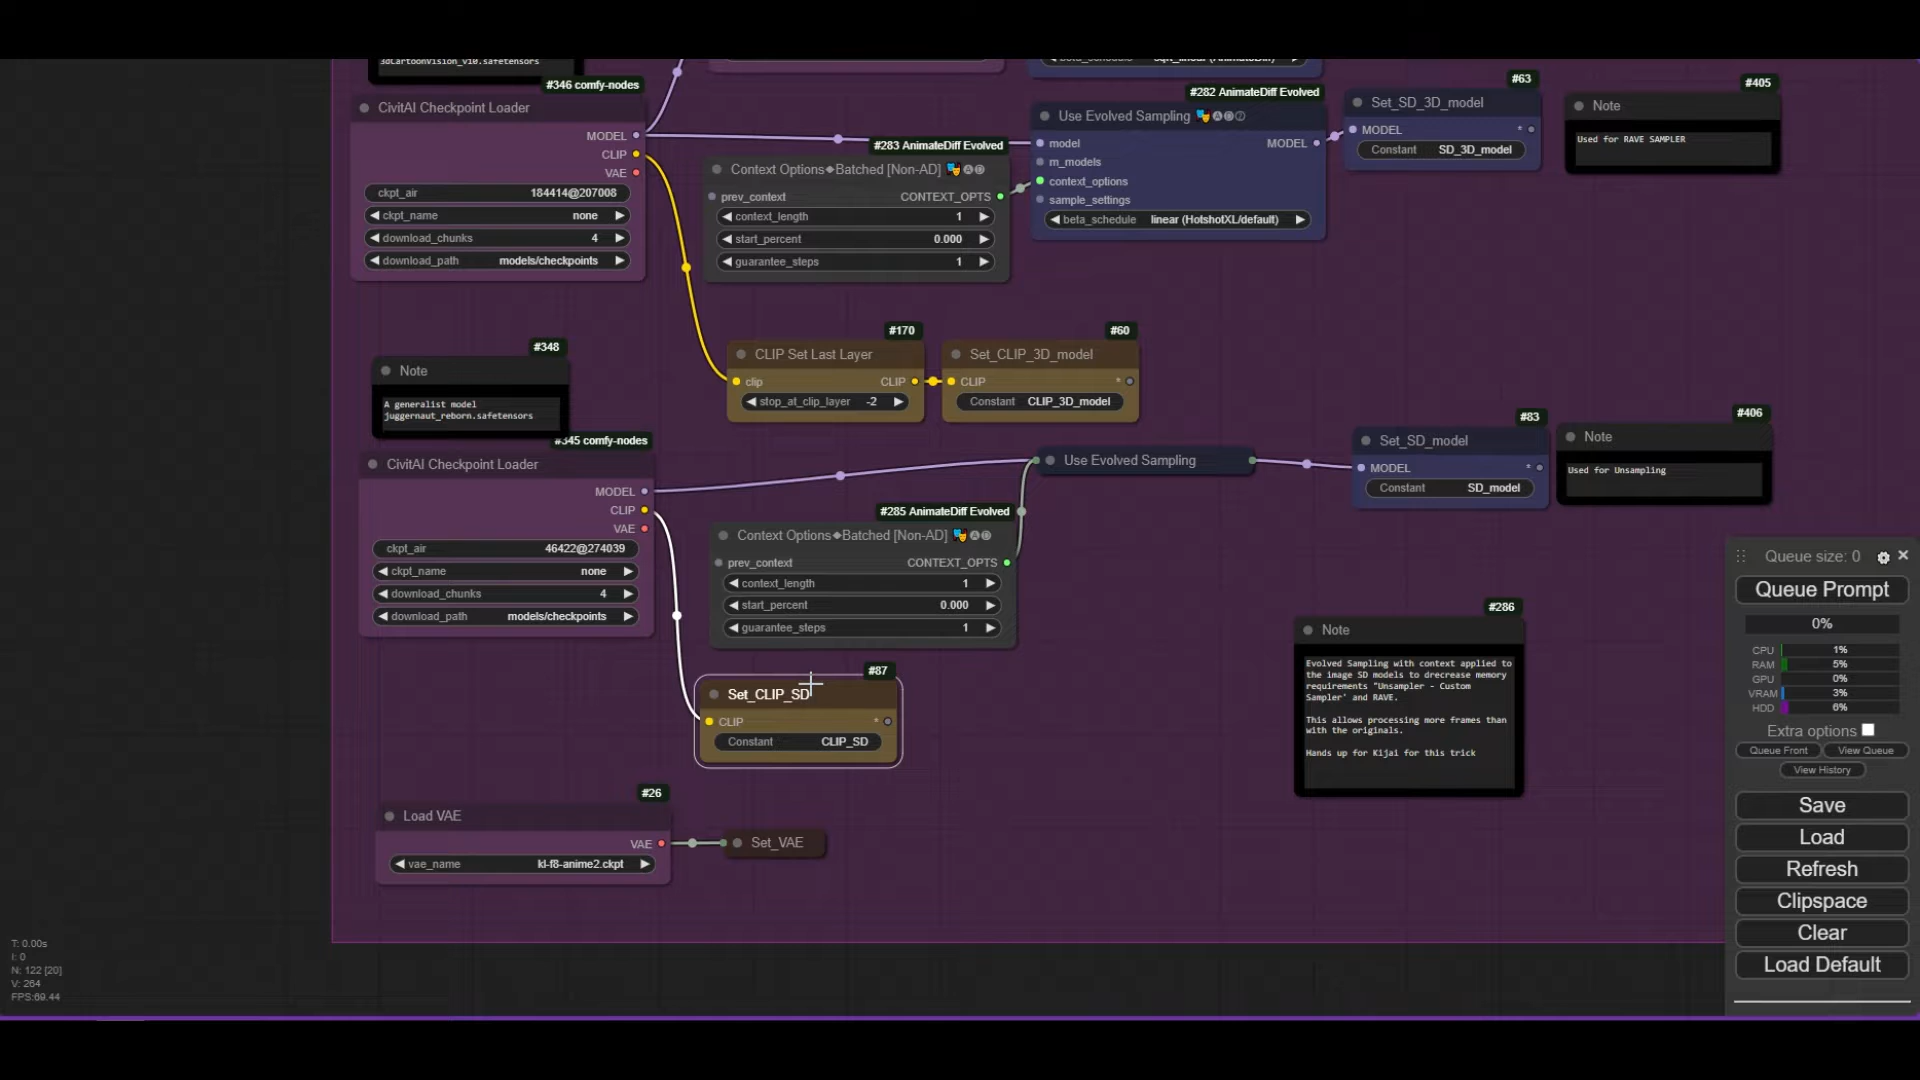 3dCartoonVision_v10.safetensors
#346 comfy-nodes
CivitAI Checkpoint Loader
MODEL
CLIP
VAE
ckpt_air 184414@207008
ckpt_name none
download_chunks 4
download_path models/checkpoints
#283 AnimateDiff Evolved
Context Options◆Batched [Non-AD] 🎭🅐🅓
prev_context CONTEXT_OPTS
context_length 1
start_percent 0.000
guarantee_steps 1
#282 AnimateDiff Evolved
Use Evolved Sampling 🎭🅐🅓②
model MODEL
m_models
context_options
sample_settings
beta_schedule linear (HotshotXL/default)
#63
Set_SD_3D_model
MODEL *
Constant SD_3D_model
#405
Note
Used for RAVE SAMPLER
#170
CLIP Set Last Layer
clip CLIP
stop_at_clip_layer -2
#60
Set_CLIP_3D_model
CLIP *
Constant CLIP_3D_model
#348
Note
A generalist model
juggernaut_reborn.safetensors
#345 comfy-nodes
CivitAI Checkpoint Loader
MODEL
CLIP
VAE
ckpt_air 46422@274039
ckpt_name none
download_chunks 4
download_path models/checkpoints
Use Evolved Sampling
#285 AnimateDiff Evolved
Context Options◆Batched [Non-AD] 🎭🅐🅓
prev_context CONTEXT_OPTS
context_length 1
start_percent 0.000
guarantee_steps 1
#83
Set_SD_model
MODEL *
Constant SD_model
#406
Note
Used for Unsampling
#87
Set_CLIP_SD
CLIP *
Constant CLIP_SD
#286
Note
Evolved Sampling with context applied to
the image SD models to drecrease memory
requirements "Unsampler - Custom
Sampler' and RAVE.
This allows processing more frames than
with the originals.
Hands up for Kijai for this trick
#26
Load VAE
VAE
vae_name kl-f8-anime2.ckpt
Set_VAE
Queue size: 0
Queue Prompt
0%
CPU 1%
RAM 5%
GPU 0%
VRAM 3%
HDD 6%
Extra options
Queue Front View Queue
View History
Save
Load
Refresh
Clipspace
Clear
Load Default
T: 0.00s
I: 0
N: 122 [20]
V: 264
FPS:69.44